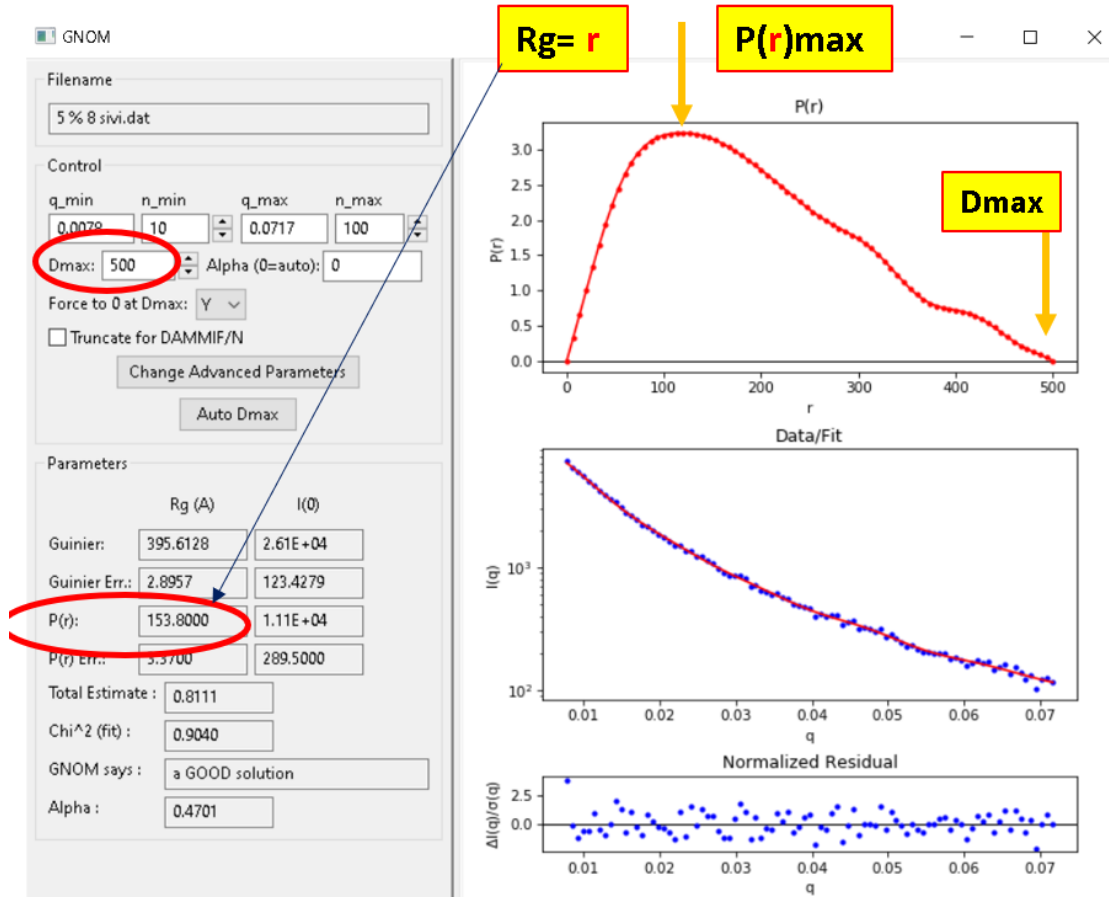 GNOM
Rg= r
P(r)max
Filename
5 % 8 sivi.dat
Control
q_min n_min q_max n_max
0.0078 10 0.0717 100
Dmax: 500 Alpha (0=auto): 0
Force to 0 at Dmax: Y
Truncate for DAMMIF/N
Change Advanced Parameters
Auto Dmax
Parameters
Rg (A) I(0)
Guinier: 395.6128 2.61E+04
Guinier Err.: 2.8957 123.4279
P(r): 153.8000 1.11E+04
P(r) Err.: 3.3700 289.5000
Total Estimate : 0.8111
Chi^2 (fit) : 0.9040
GNOM says : a GOOD solution
Alpha : 0.4701
P(r)
Dmax
P(r)
3.0
2.5
2.0
1.5
1.0
0.5
0.0
0 100 200 300 400 500
r
Data/Fit
I(q)
10³
10²
0.01 0.02 0.03 0.04 0.05 0.06 0.07
q
Normalized Residual
ΔI(q)/σ(q)
2.5
0.0
0.01 0.02 0.03 0.04 0.05 0.06 0.07
q